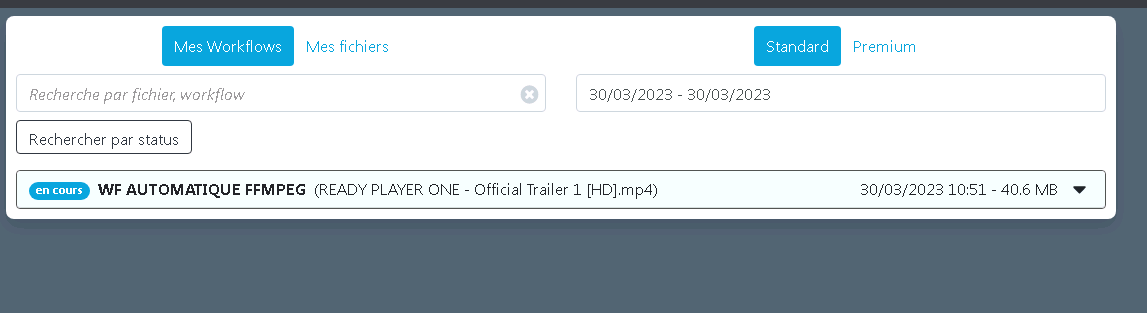 Mes Workflows Mes fichiers Standard Premium
Recherche par fichier, workflow 30/03/2023 - 30/03/2023
Rechercher par status
en cours WF AUTOMATIQUE FFMPEG (READY PLAYER ONE - Official Trailer 1 [HD].mp4) 30/03/2023 10:51 - 40.6 MB